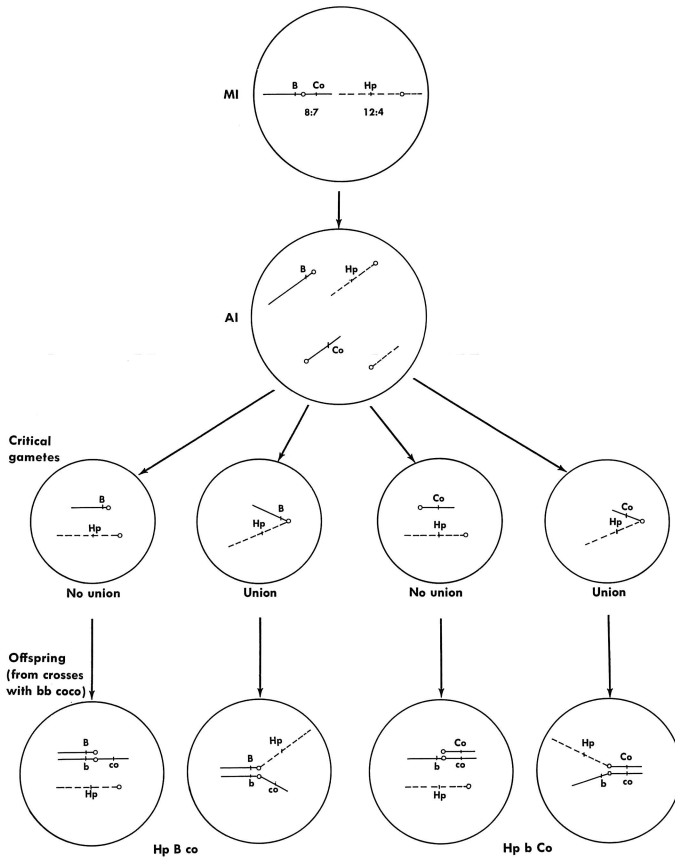 B Co Hp
MI
8:7 12:4
B Hp
AI
Co
Critical
gametes
B
Hp
No union
B
Hp
Union
Co
Hp
No union
Co
Hp
Union
Offspring
(from crosses
with bb coco)
B
b co
Hp
Hp
B
b
co
Co
b co
Hp
Hp
Co
b co
Hp B co
Hp b Co